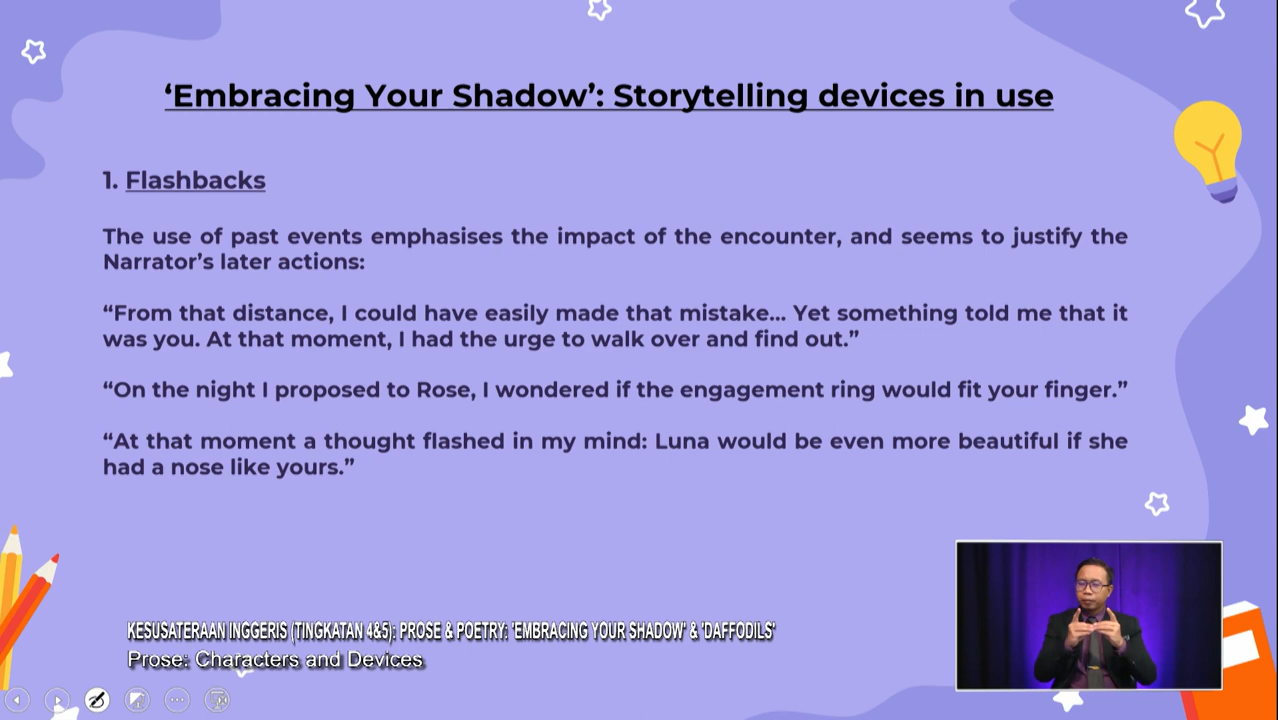 ‘Embracing Your Shadow’: Storytelling devices in use
1. Flashbacks
The use of past events emphasises the impact of the encounter, and seems to justify the
Narrator’s later actions:
“From that distance, I could have easily made that mistake... Yet something told me that it
was you. At that moment, I had the urge to walk over and find out.”
“On the night I proposed to Rose, I wondered if the engagement ring would fit your finger.”
“At that moment a thought flashed in my mind: Luna would be even more beautiful if she
had a nose like yours.”
KESUSATERAAN INGGERIS (TINGKATAN 4&5): PROSE & POETRY: 'EMBRACING YOUR SHADOW' & 'DAFFODILS'
Prose: Characters and Devices